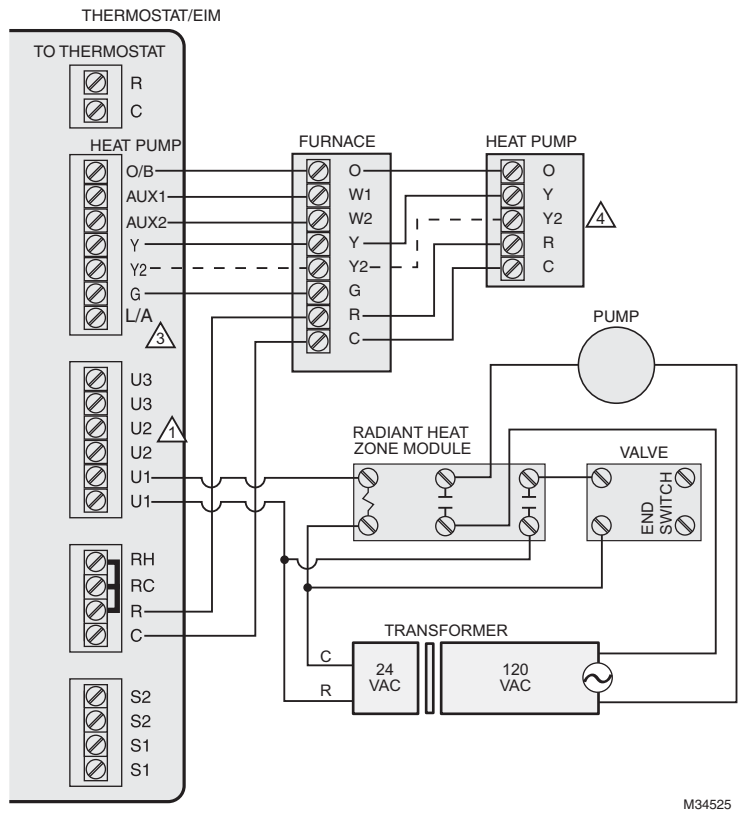 THERMOSTAT/EIM
TO THERMOSTAT
R
C
HEAT PUMP
O/B
AUX1
AUX2
Y
Y2
G
L/A
3
FURNACE
O
W1
W2
Y
Y2
G
R
C
HEAT PUMP
O
Y
Y2
R
C
4
PUMP
U3
U3
U2
U2
U1
U1
1
RADIANT HEAT
ZONE MODULE
VALVE
END
SWITCH
RH
RC
R
C
TRANSFORMER
C
R
24
VAC
120
VAC
S2
S2
S1
S1
M34525